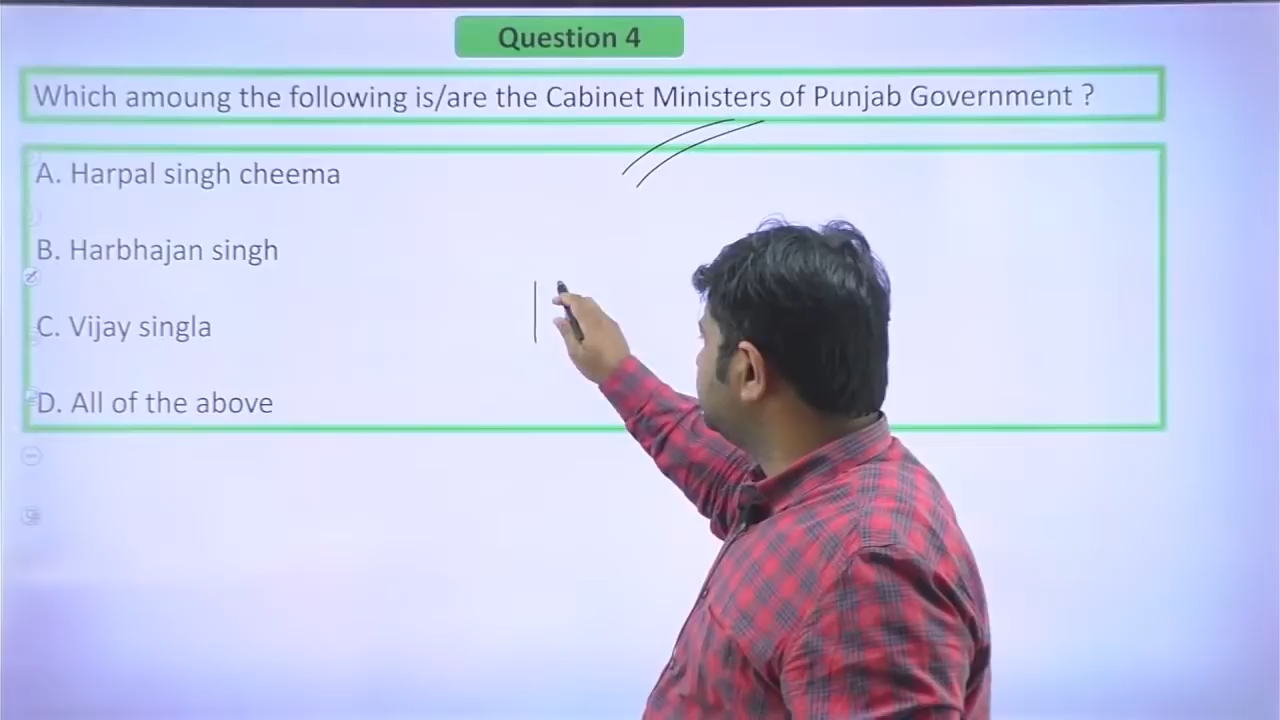 Question 4
Which amoung the following is/are the Cabinet Ministers of Punjab Government ?
A. Harpal singh cheema
B. Harbhajan singh
C. Vijay singla
D. All of the above